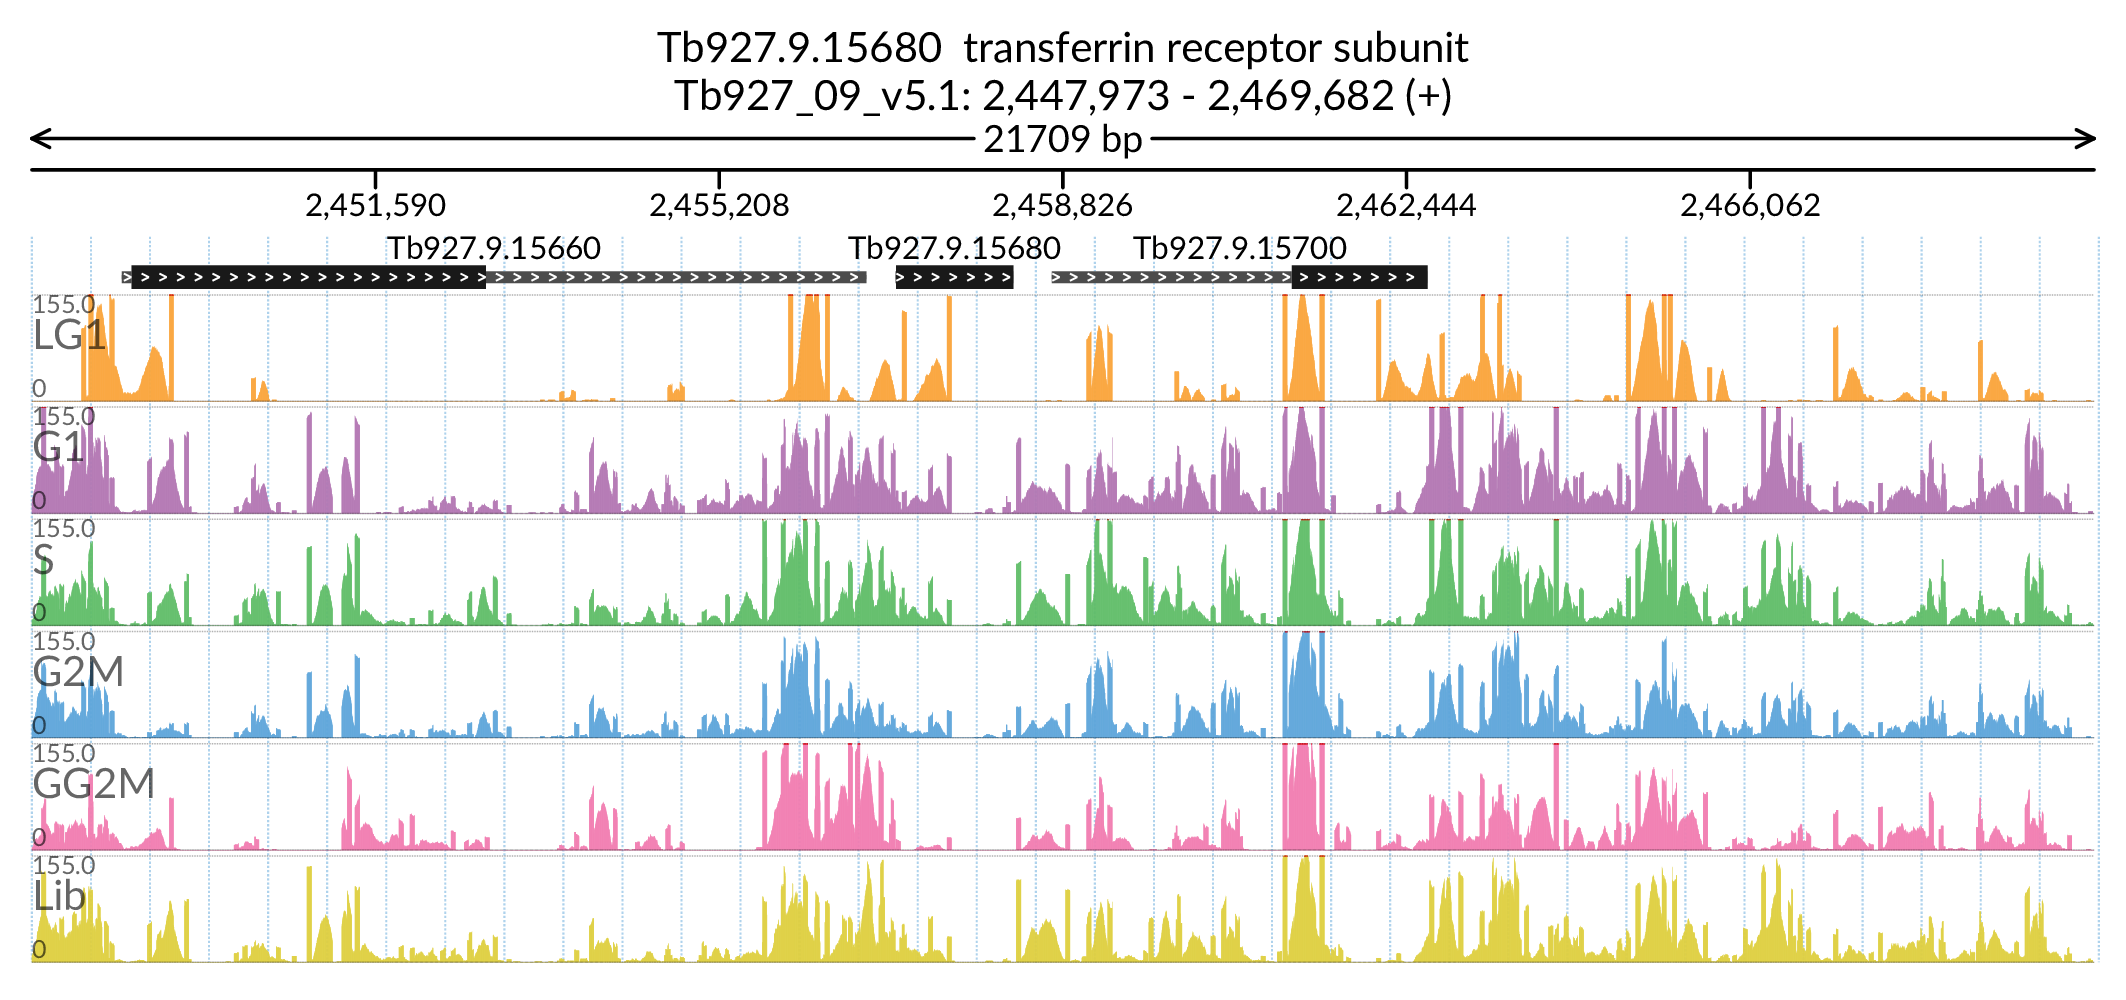 Tb927.9.15680 transferrin receptor subunit
Tb927_09_v5.1: 2,447,973 - 2,469,682 (+)
21709 bp
2,451,590 2,455,208 2,458,826 2,462,444 2,466,062
Tb927.9.15660 Tb927.9.15680 Tb927.9.15700
155.0
LG1
0
155.0
G1
0
155.0
S
0
155.0
G2M
0
155.0
GG2M
0
155.0
Lib
0